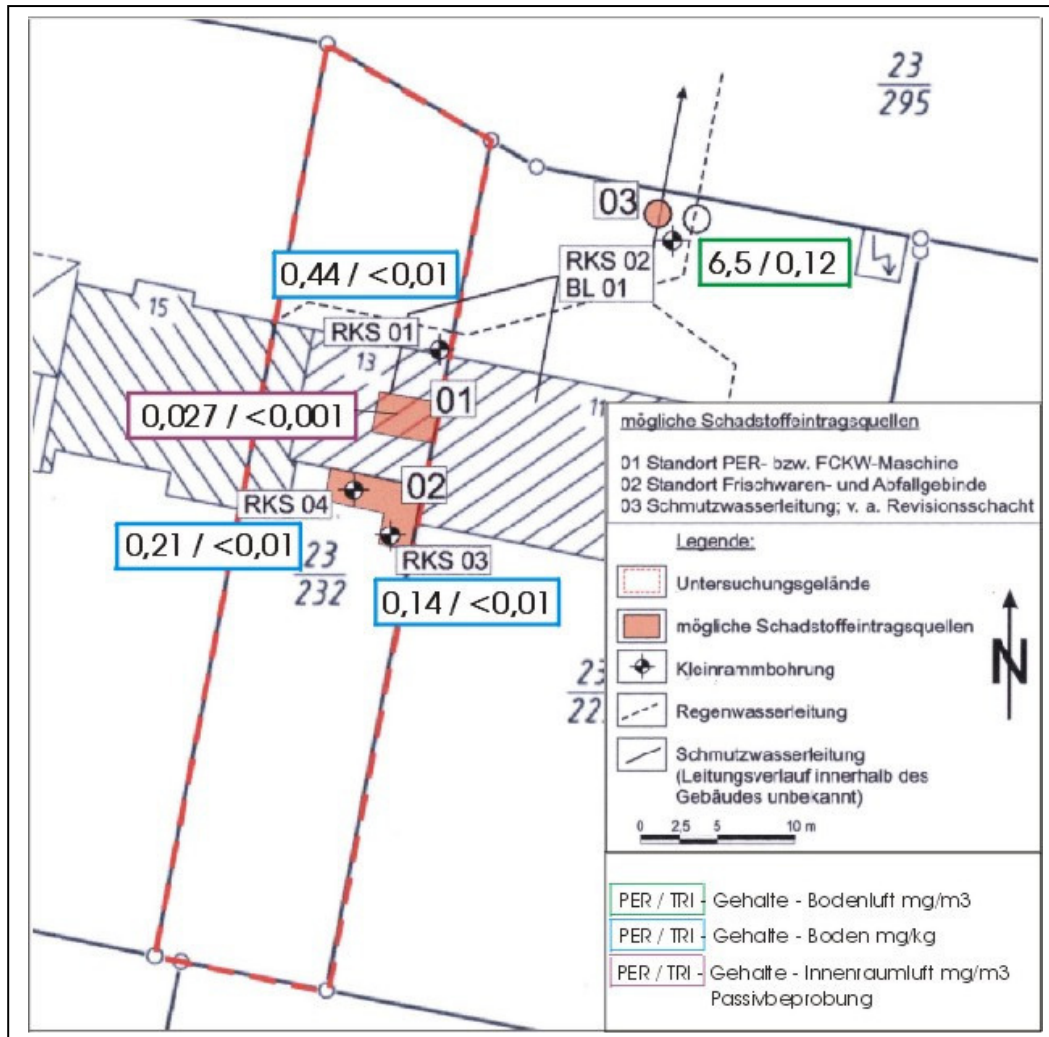 23
295
03
RKS 02
BL 01
6,5 / 0,12
0,44 / <0,01
15
RKS 01
13
01
0,027 / <0,001
11
02
RKS 04
0,21 / <0,01
23
232
RKS 03
0,14 / <0,01
23
22
mögliche Schadstoffeintragsquellen
01 Standort PER- bzw. FCKW-Maschine
02 Standort Frischwaren- und Abfallgebinde
03 Schmutzwasserleitung; v. a. Revisionsschacht
Legende:
Untersuchungsgelände
mögliche Schadstoffeintragsquellen
Kleinrammbohrung
Regenwasserleitung
Schmutzwasserleitung
(Leitungsverlauf innerhalb des
Gebäudes unbekannt)
0 2,5 5 10 m
N
PER / TRI - Gehalte - Bodenluft mg/m3
PER / TRI - Gehalte - Boden mg/kg
PER / TRI - Gehalte - Innenraumluft mg/m3
Passivbeprobung